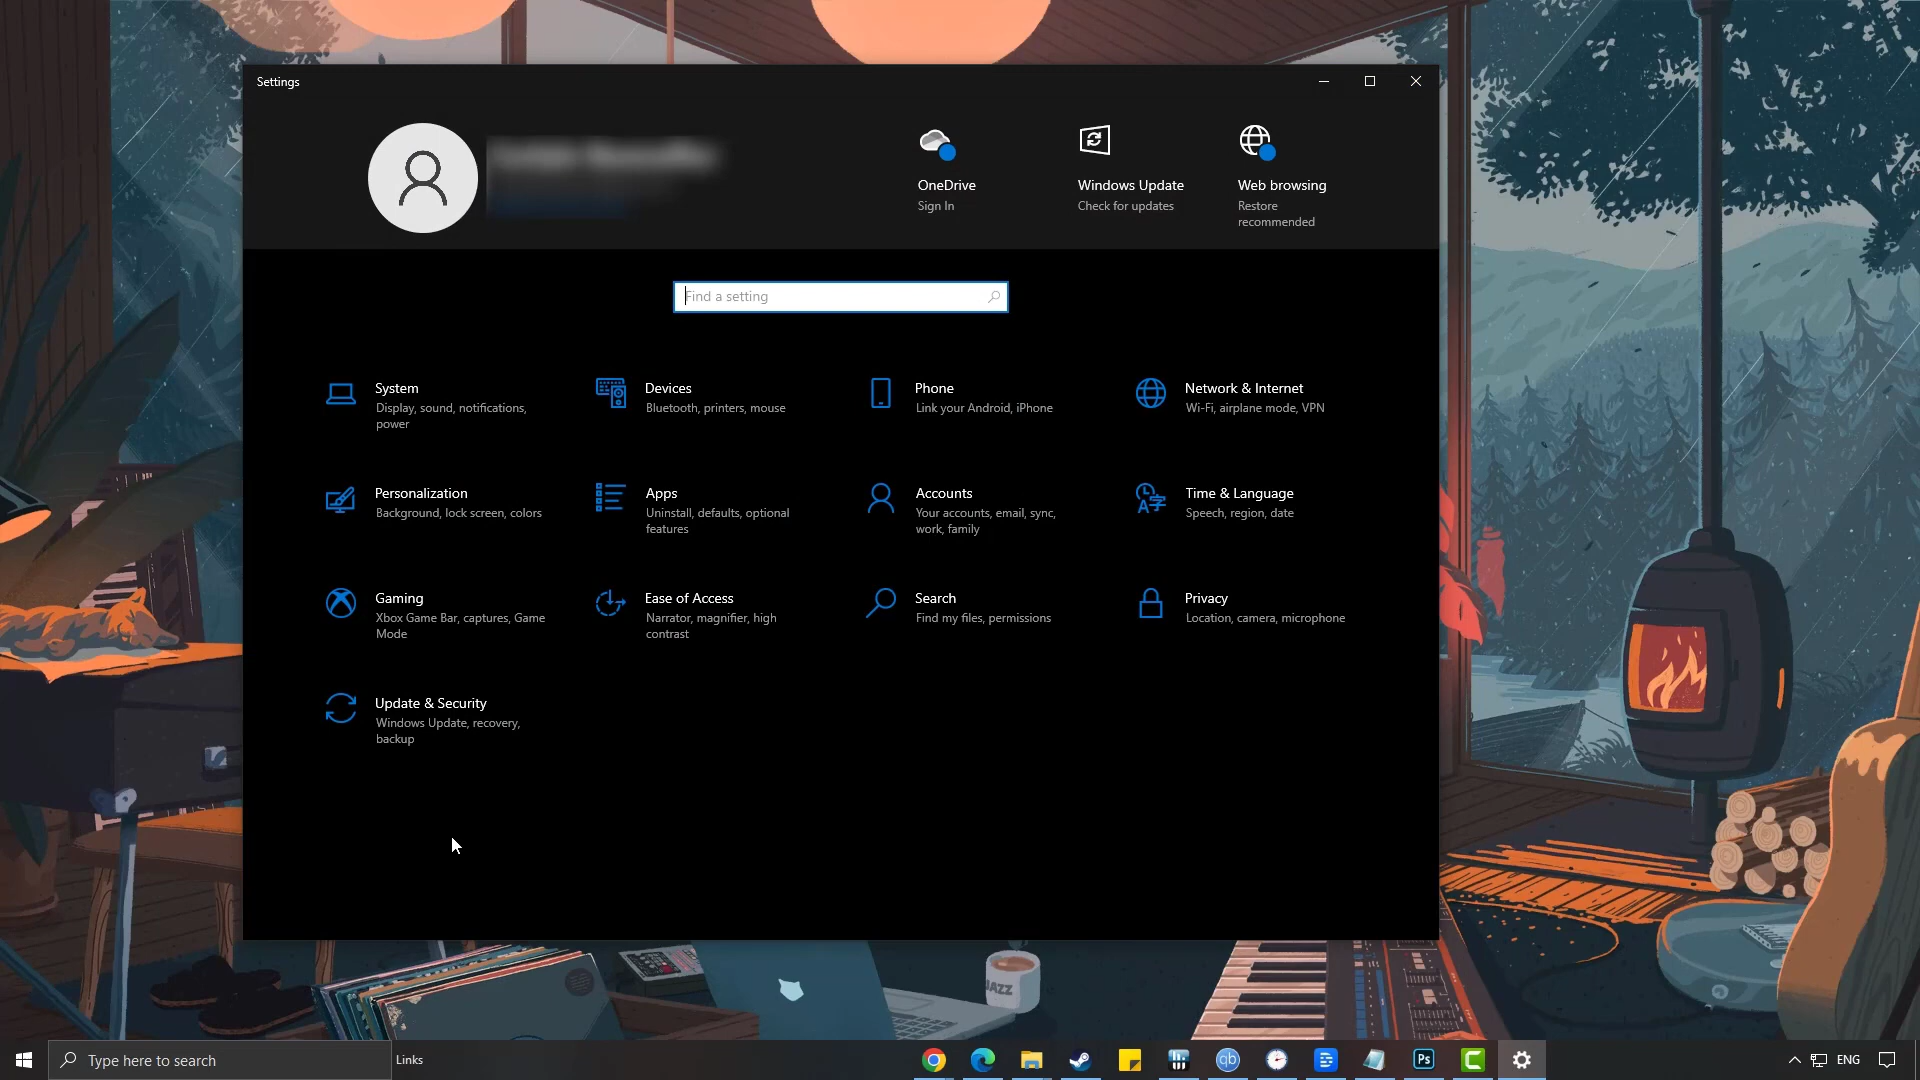 Settings
OneDrive
Sign In
Windows Update
Check for updates
Web browsing
Restore
recommended
Find a setting
System
Display, sound, notifications,
power
Devices
Bluetooth, printers, mouse
Phone
Link your Android, iPhone
Network & Internet
Wi-Fi, airplane mode, VPN
Personalization
Background, lock screen, colors
Apps
Uninstall, defaults, optional
features
Accounts
Your accounts, email, sync,
work, family
Time & Language
Speech, region, date
Gaming
Xbox Game Bar, captures, Game
Mode
Ease of Access
Narrator, magnifier, high
contrast
Search
Find my files, permissions
Privacy
Location, camera, microphone
Update & Security
Windows Update, recovery,
backup
JAZZ
Type here to search
Links
qb
Ps
ENG